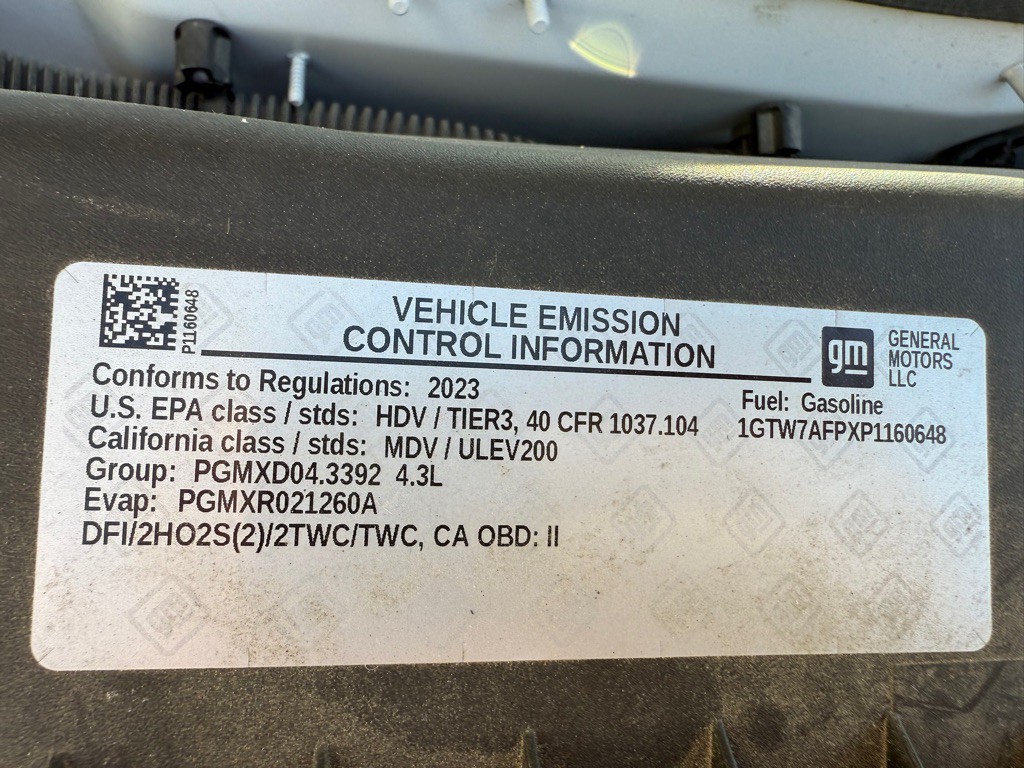 P1160648
VEHICLE EMISSION
CONTROL INFORMATION
gm
GENERAL
MOTORS
LLC
Conforms to Regulations: 2023
Fuel: Gasoline
U.S. EPA class / stds: HDV / TIER3, 40 CFR 1037.104
1GTW7AFPXP1160648
California class / stds: MDV / ULEV200
Group: PGMXD04.3392 4.3L
Evap: PGMXR021260A
DFI/2HO2S(2)/2TWC/TWC, CA OBD: II